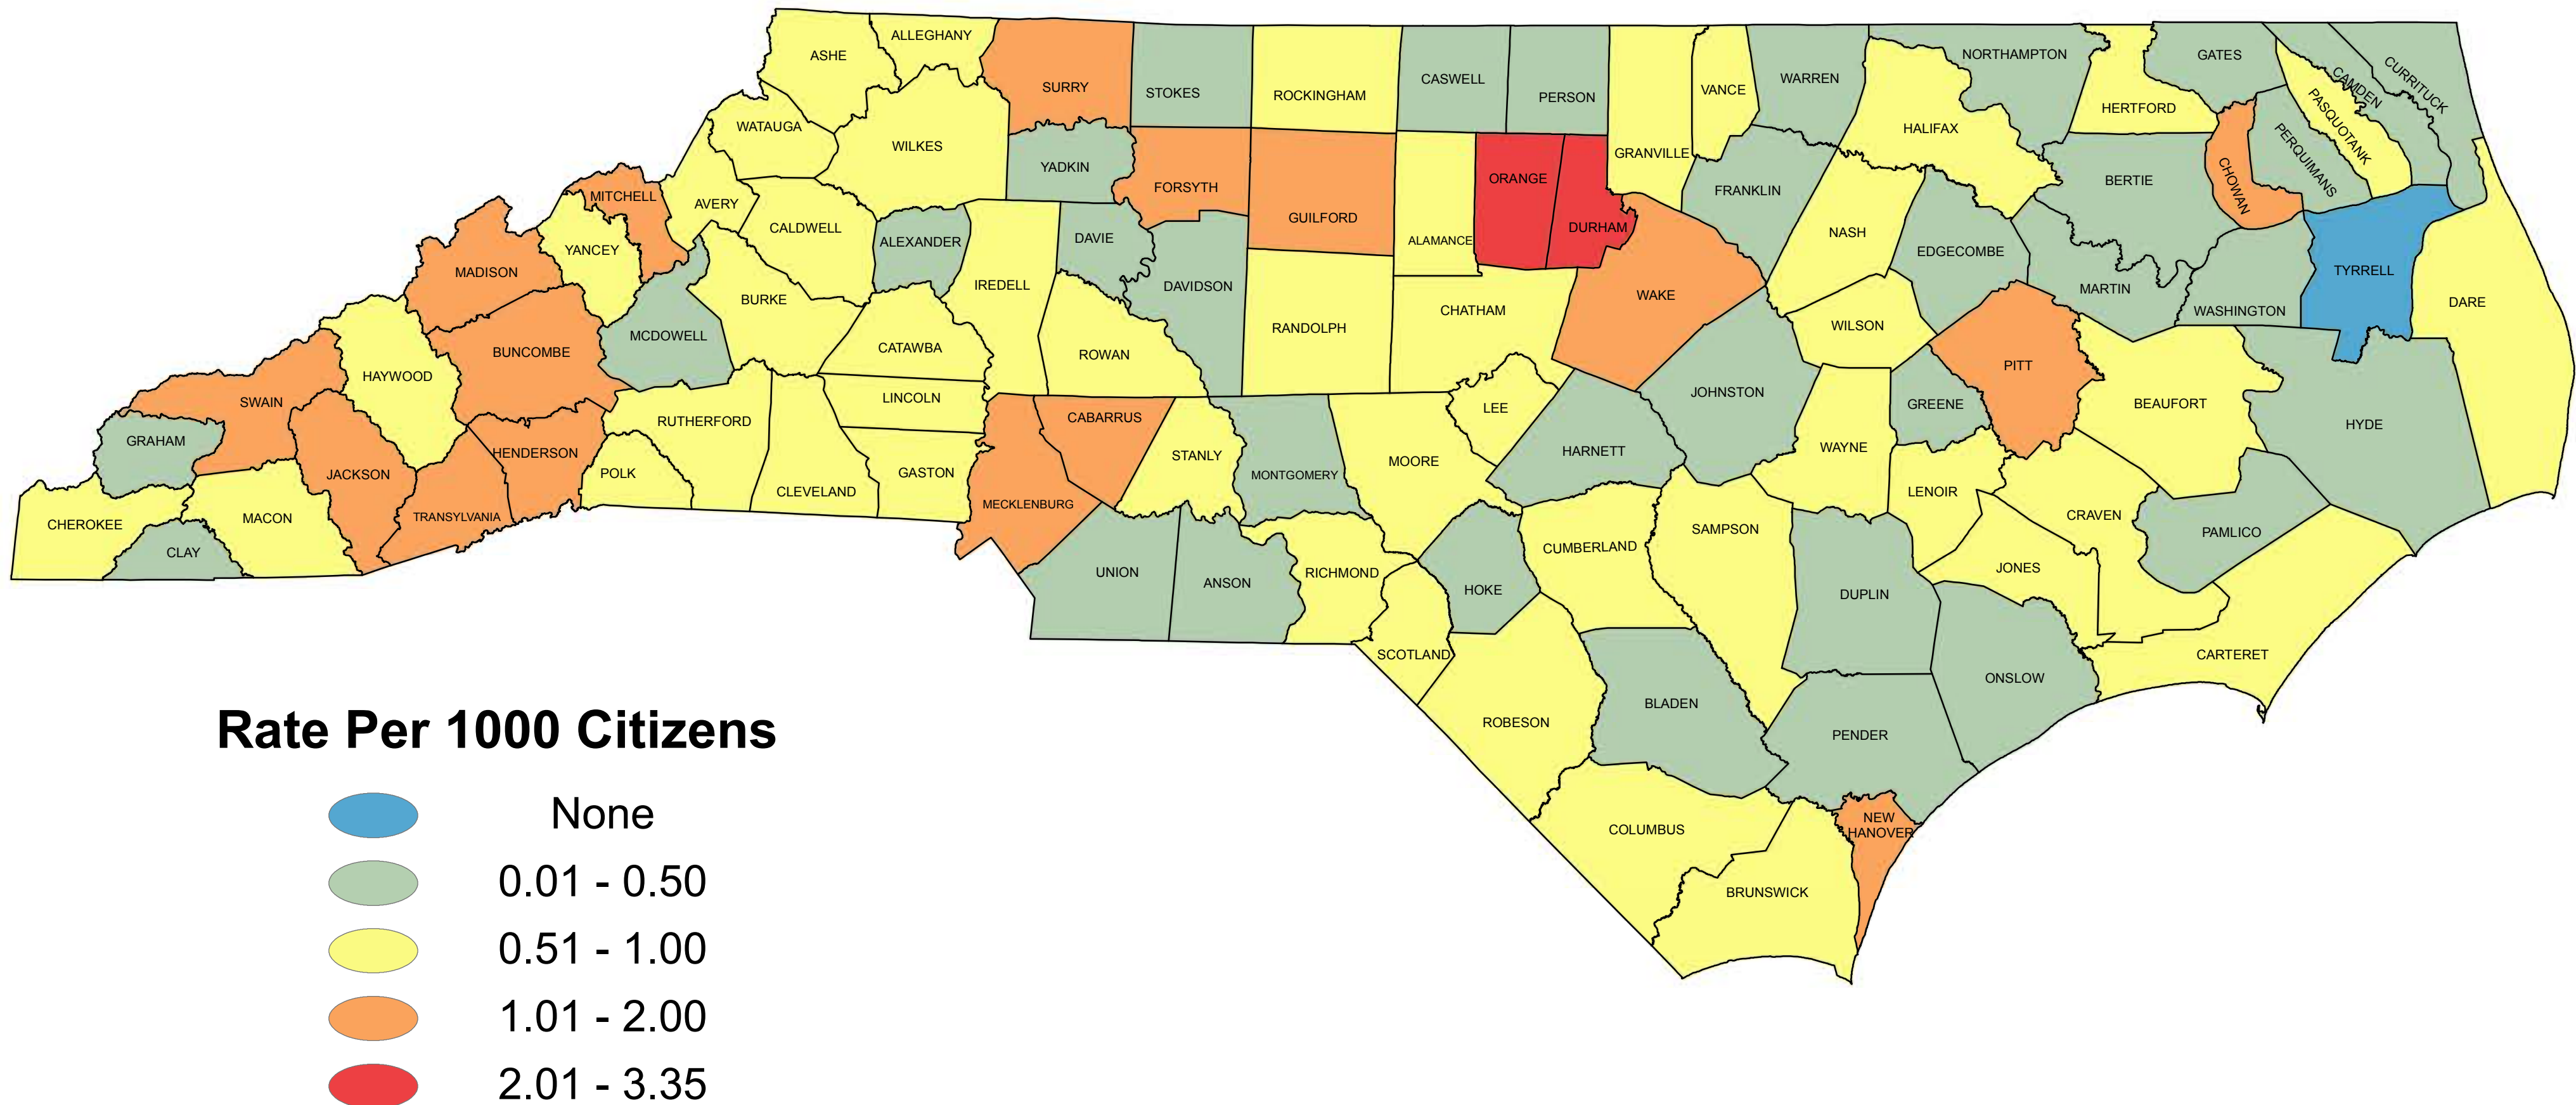 ALLEGHANY
ASHE
SURRY
STOKES
ROCKINGHAM
CASWELL
PERSON
VANCE
WARREN
NORTHAMPTON
GATES
CAMDEN
CURRITUCK
HERTFORD
PASQUOTANK
HALIFAX
WATAUGA
WILKES
YADKIN
FORSYTH
GUILFORD
ALAMANCE
ORANGE
DURHAM
GRANVILLE
FRANKLIN
BERTIE
CHOWAN
PERQUIMANS
MITCHELL
AVERY
CALDWELL
ALEXANDER
DAVIE
NASH
EDGECOMBE
YANCEY
MADISON
IREDELL
DAVIDSON
WAKE
MARTIN
WASHINGTON
TYRRELL
DARE
BURKE
MCDOWELL
BUNCOMBE
CATAWBA
ROWAN
RANDOLPH
CHATHAM
WILSON
PITT
HAYWOOD
SWAIN
LINCOLN
CABARRUS
LEE
JOHNSTON
GREENE
BEAUFORT
HYDE
GRAHAM
RUTHERFORD
HENDERSON
JACKSON
POLK
CLEVELAND
GASTON
STANLY
MONTGOMERY
MOORE
HARNETT
WAYNE
LENOIR
MECKLENBURG
TRANSYLVANIA
CHEROKEE
MACON
CLAY
CRAVEN
PAMLICO
SAMPSON
CUMBERLAND
UNION
ANSON
RICHMOND
HOKE
DUPLIN
JONES
SCOTLAND
CARTERET
ONSLOW
BLADEN
ROBESON
PENDER
COLUMBUS
NEW
HANOVER
BRUNSWICK
Rate Per 1000 Citizens
None
0.01 - 0.50
0.51 - 1.00
1.01 - 2.00
2.01 - 3.35